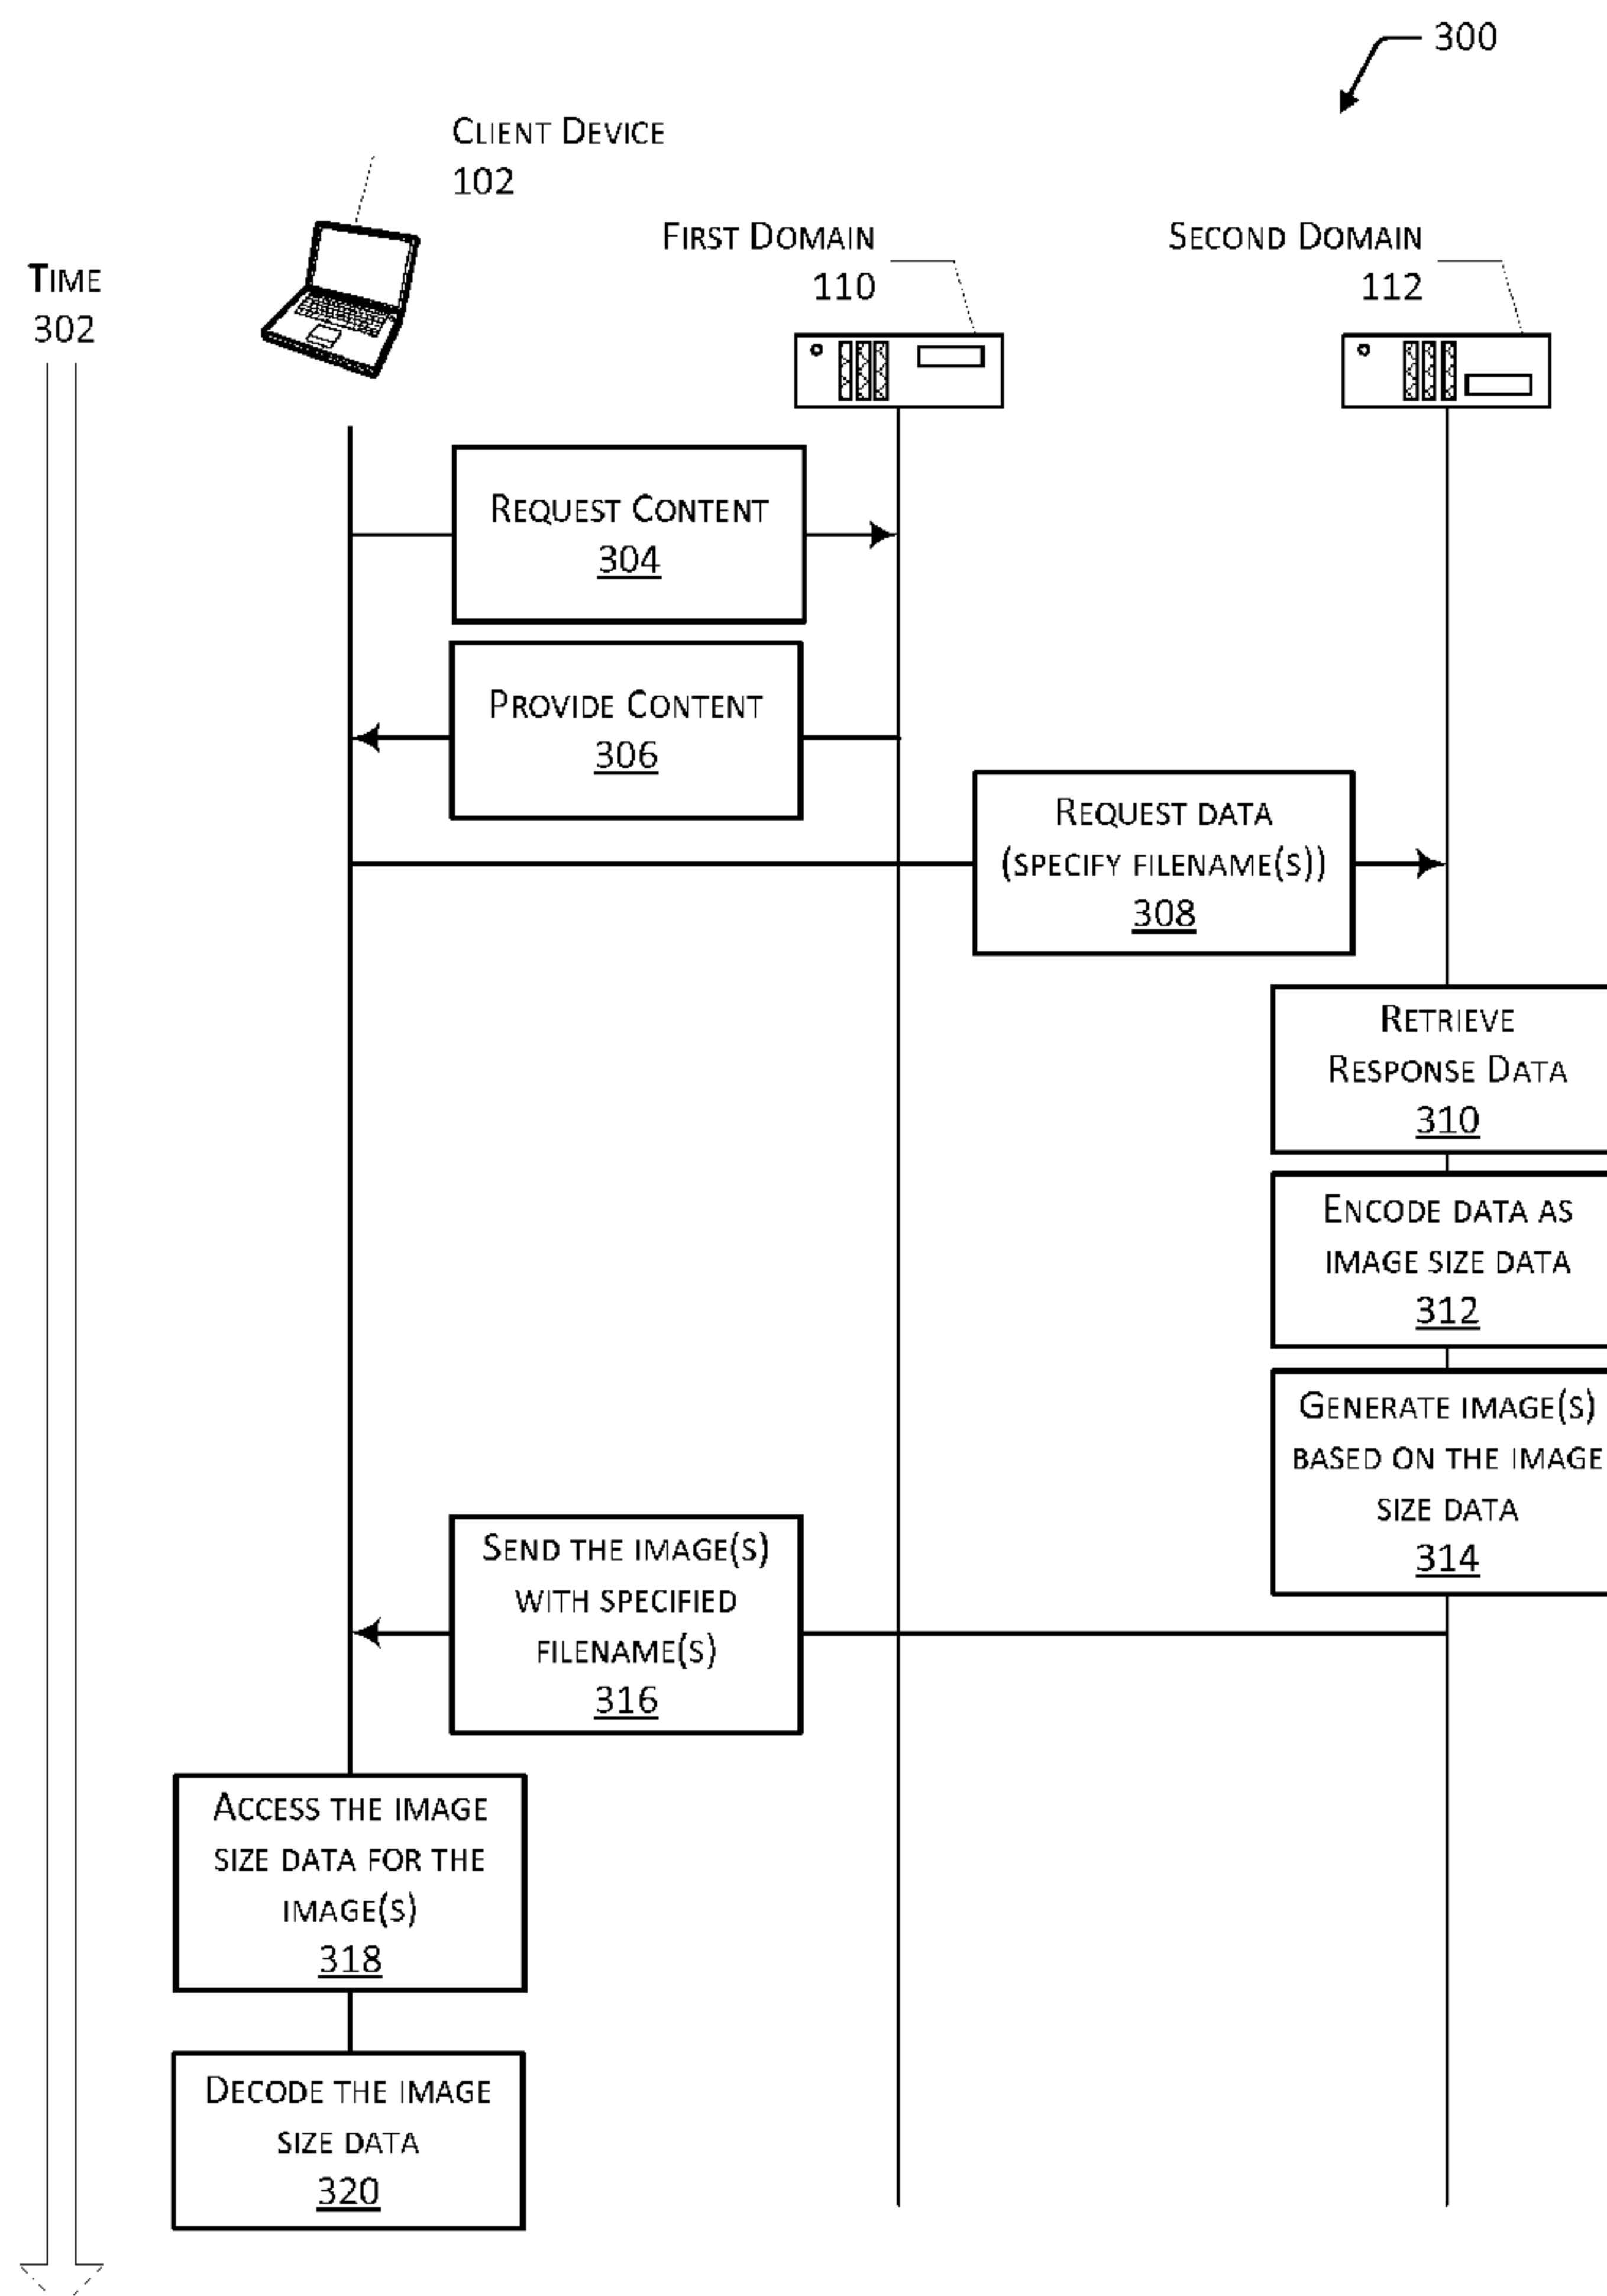 300
CLIENT DEVICE
102
FIRST DOMAIN
110
SECOND DOMAIN
112
TIME
302
REQUEST CONTENT
304
PROVIDE CONTENT
306
REQUEST DATA
(SPECIFY FILENAME(S))
308
RETRIEVE
RESPONSE DATA
310
ENCODE DATA AS
IMAGE SIZE DATA
312
GENERATE IMAGE(S)
BASED ON THE IMAGE
SIZE DATA
314
SEND THE IMAGE(S)
WITH SPECIFIED
FILENAME(S)
316
ACCESS THE IMAGE
SIZE DATA FOR THE
IMAGE(S)
318
DECODE THE IMAGE
SIZE DATA
320